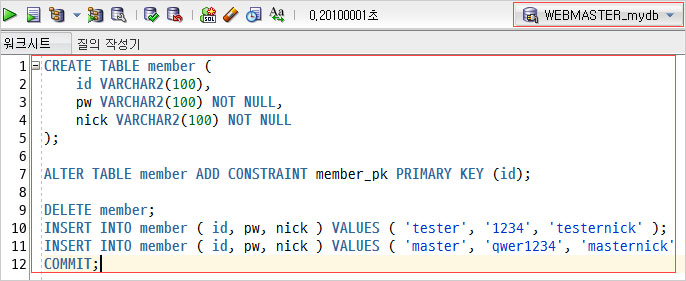 0,20100001초
WEBMASTER_mydb
워크시트 질의 작성기
1 CREATE TABLE member (
2 id VARCHAR2(100),
3 pw VARCHAR2(100) NOT NULL,
4 nick VARCHAR2(100) NOT NULL
5 );
6
7 ALTER TABLE member ADD CONSTRAINT member_pk PRIMARY KEY (id);
8
9 DELETE member;
10 INSERT INTO member ( id, pw, nick ) VALUES ( 'tester', '1234', 'testernick' );
11 INSERT INTO member ( id, pw, nick ) VALUES ( 'master', 'qwer1234', 'masternick'
12 COMMIT;